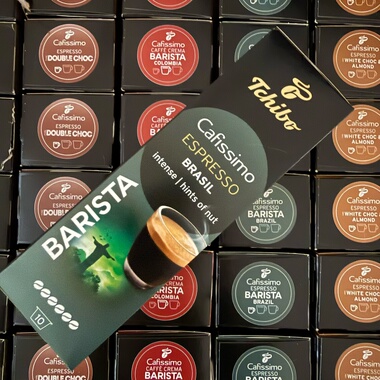 Tchibo
Cafissimo
ESPRESSO
BRASIL
intense | hints of nut
BARISTA
10
Cafissimo
ESPRESSO
DOUBLE CHOC
Cafissimo
CAFFÈ CREMA
BARISTA
COLOMBIA
Cafissimo
ESPRESSO
BARISTA
BRAZIL
Cafissimo
ESPRESSO
WHITE CHOC
ALMOND